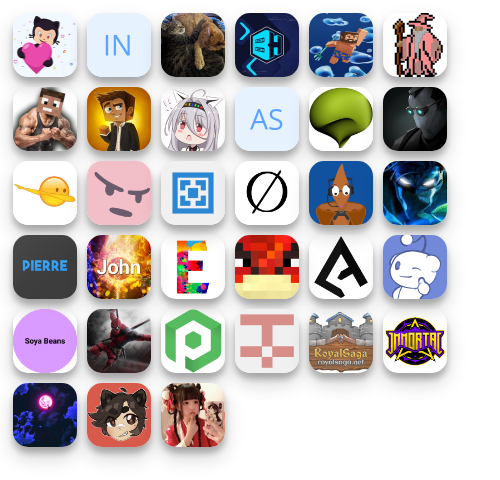 IN
AS
Ø
PIERRE
John
E
Soya Beans
RoyalSaga
royalsaga.net
IMMORTAL